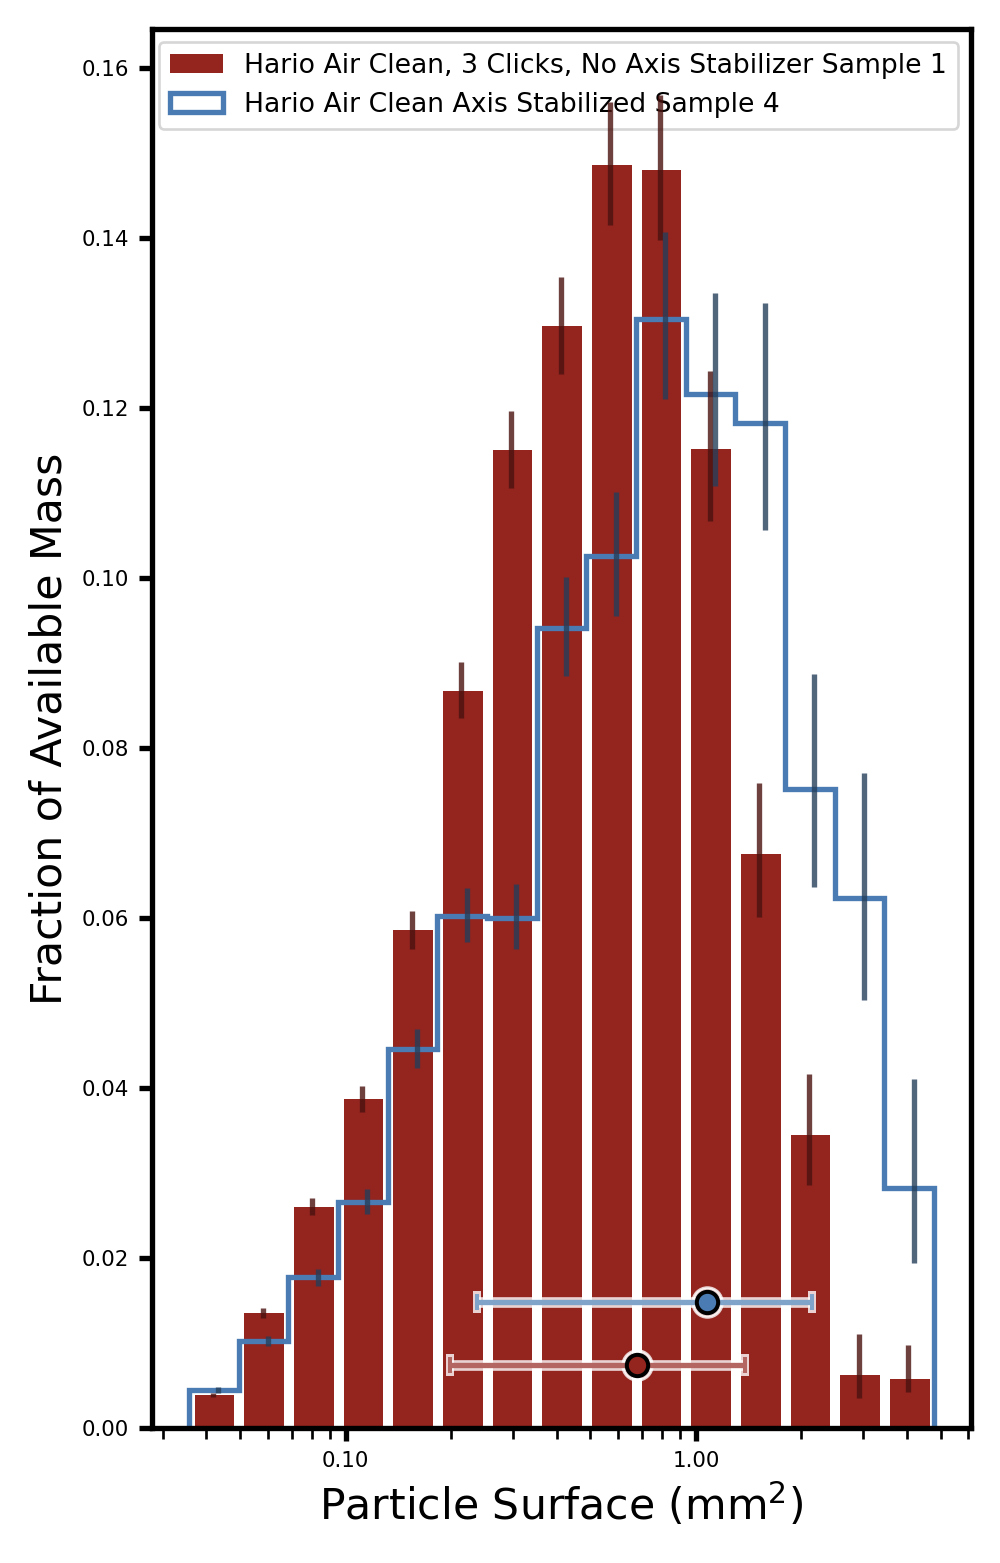 Hario Air Clean, 3 Clicks, No Axis Stabilizer Sample 1
Hario Air Clean Axis Stabilized Sample 4
0.16
0.14
0.12
0.10
0.08
0.06
0.04
0.02
0.00
Fraction of Available Mass
0.10 1.00
Particle Surface (mm²)